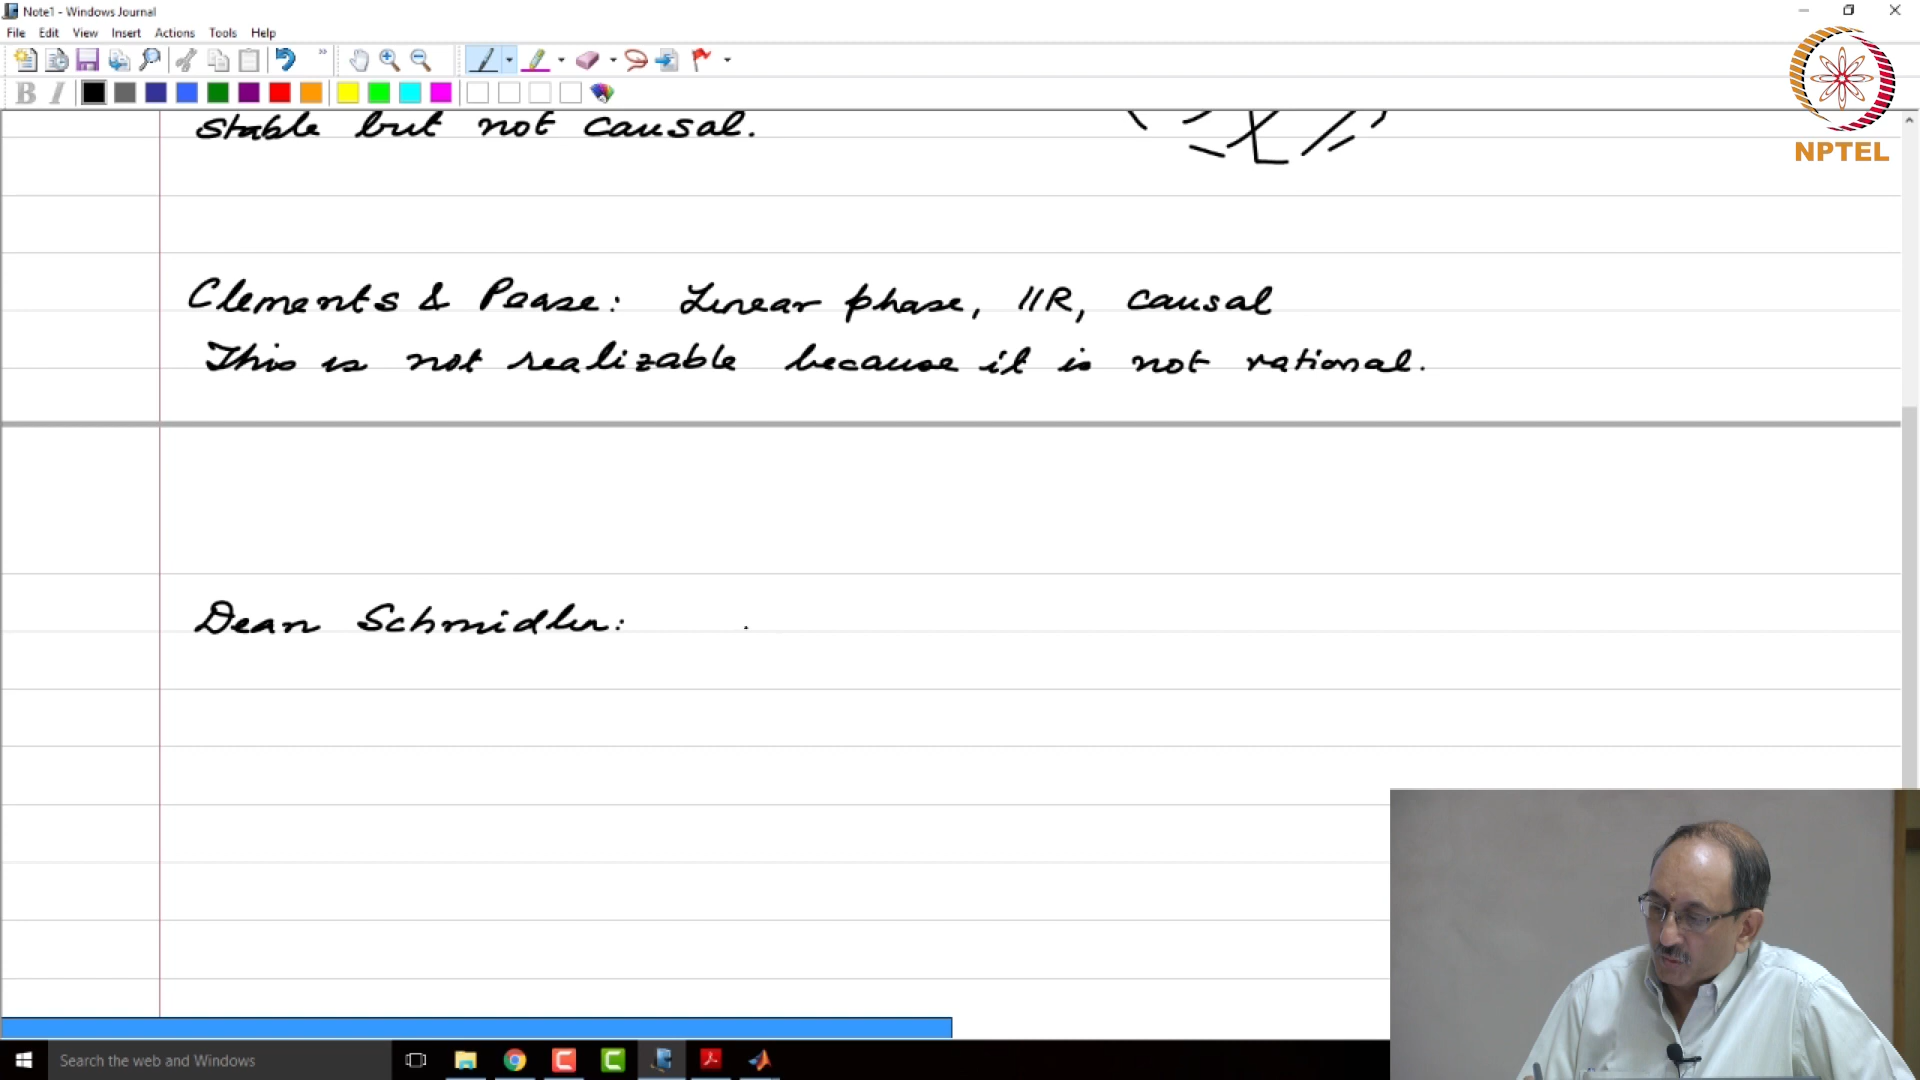 Note1 - Windows Journal
File Edit View Insert Actions Tools Help
B I
NPTEL
stable but not causal.
Clements & Pease: Linear phase, IIR, causal
This is not realizable because it is not rational.
Dean Schmidler:
Search the web and Windows